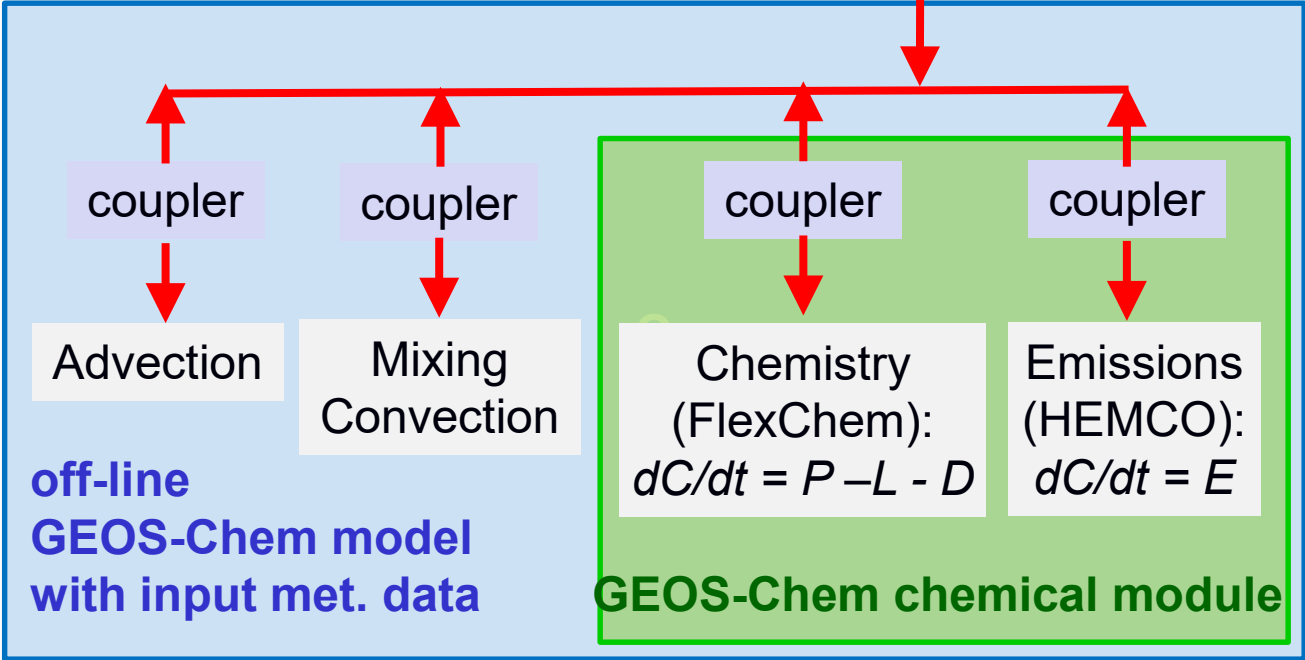 coupler
coupler
coupler
coupler
Advection
Mixing
Convection
Chemistry
(FlexChem):
dC/dt = P –L - D
Emissions
(HEMCO):
dC/dt = E
off-line
GEOS-Chem model
with input met. data
GEOS-Chem chemical module